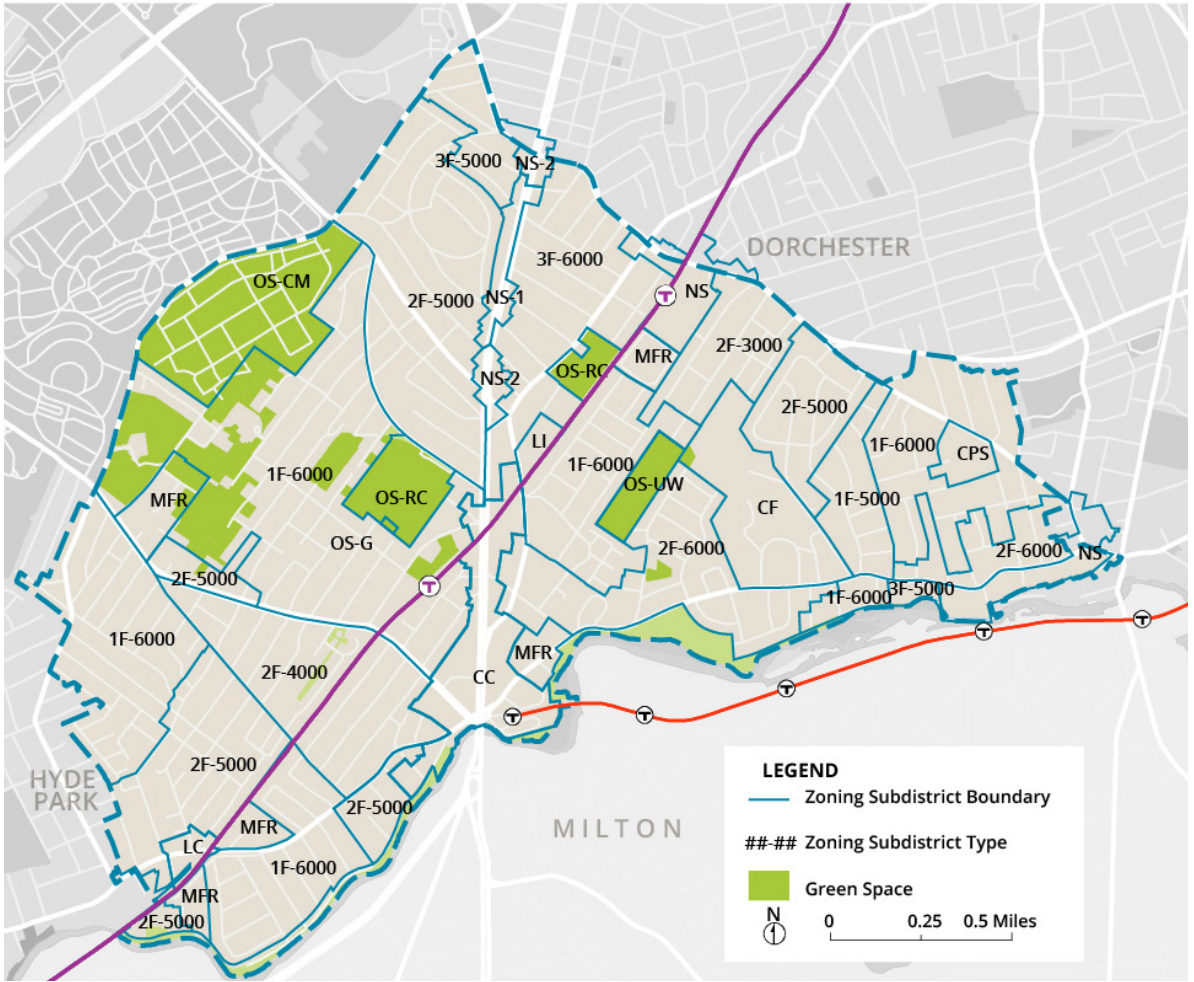 3F-5000
NS-2
DORCHESTER
3F-6000
OS-CM
NS
2F-5000
NS-1
2F-3000
MFR
OS-RC
NS-2
2F-5000
LI
1F-6000
CPS
1F-6000
1F-6000
OS-UW
MFR
OS-RC
1F-5000
CF
OS-G
2F-6000
2F-6000
NS
2F-5000
3F-5000
1F-6000
1F-6000
MFR
2F-4000
CC
T
T
T
T
T
T
T
2F-5000
HYDE
PARK
2F-5000
MFR
MILTON
LC
1F-6000
MFR
2F-5000
LEGEND
Zoning Subdistrict Boundary
##-## Zoning Subdistrict Type
Green Space
N
0 0.25 0.5 Miles